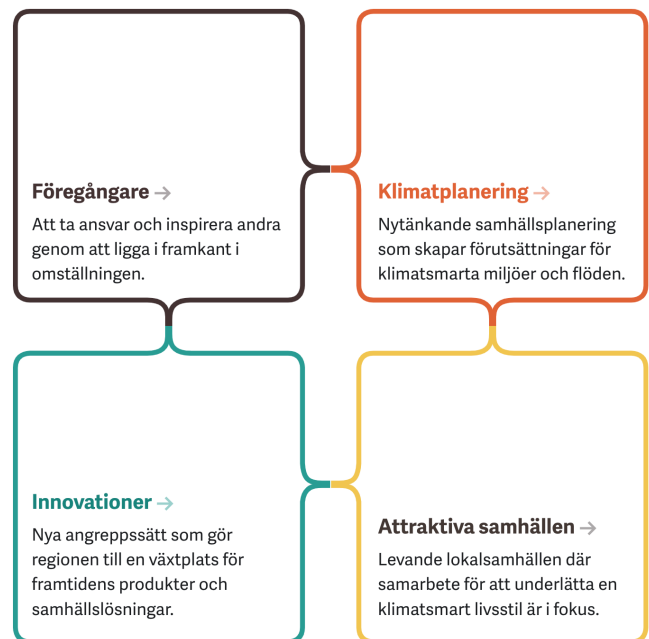 Föregångare →
Att ta ansvar och inspirera andra
genom att ligga i framkant i
omställningen.
Klimatplanering →
Nytänkande samhällsplanering
som skapar förutsättningar för
klimatsmarta miljöer och flöden.
Innovationer →
Nya angreppssätt som gör
regionen till en växtplats för
framtidens produkter och
samhällslösningar.
Attraktiva samhällen →
Levande lokalsamhällen där
samarbete för att underlätta en
klimatsmart livsstil är i fokus.